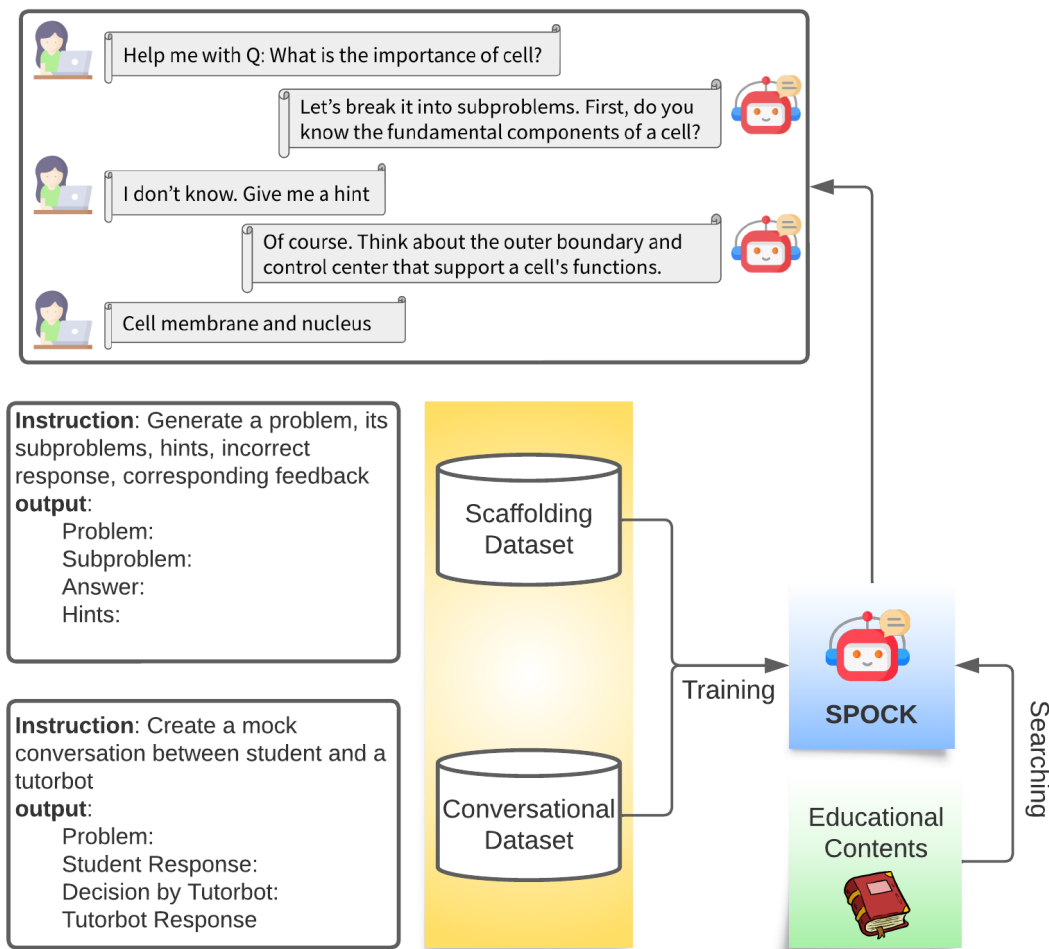 Help me with Q: What is the importance of cell?
Let’s break it into subproblems. First, do you
know the fundamental components of a cell?
I don’t know. Give me a hint
Of course. Think about the outer boundary and
control center that support a cell's functions.
Cell membrane and nucleus
Instruction: Generate a problem, its
subproblems, hints, incorrect
response, corresponding feedback
output:
Problem:
Subproblem:
Answer:
Hints:
Instruction: Create a mock
conversation between student and a
tutorbot
output:
Problem:
Student Response:
Decision by Tutorbot:
Tutorbot Response
Scaffolding
Dataset
Conversational
Dataset
Training
SPOCK
Educational
Contents
Searching